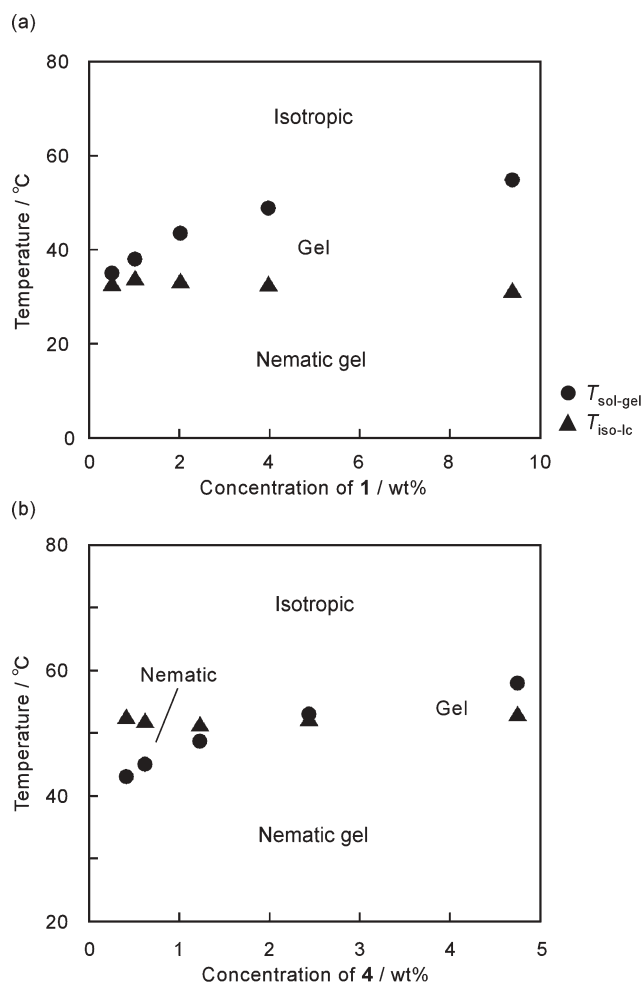 (a)
80
60
40
20
0
Temperature / °C
Isotropic
Gel
Nematic gel
0 2 4 6 8 10
Concentration of 1 / wt%
Tsol-gel
Tiso-lc
(b)
80
60
40
20
Temperature / °C
Isotropic
Nematic
Gel
Nematic gel
0 1 2 3 4 5
Concentration of 4 / wt%